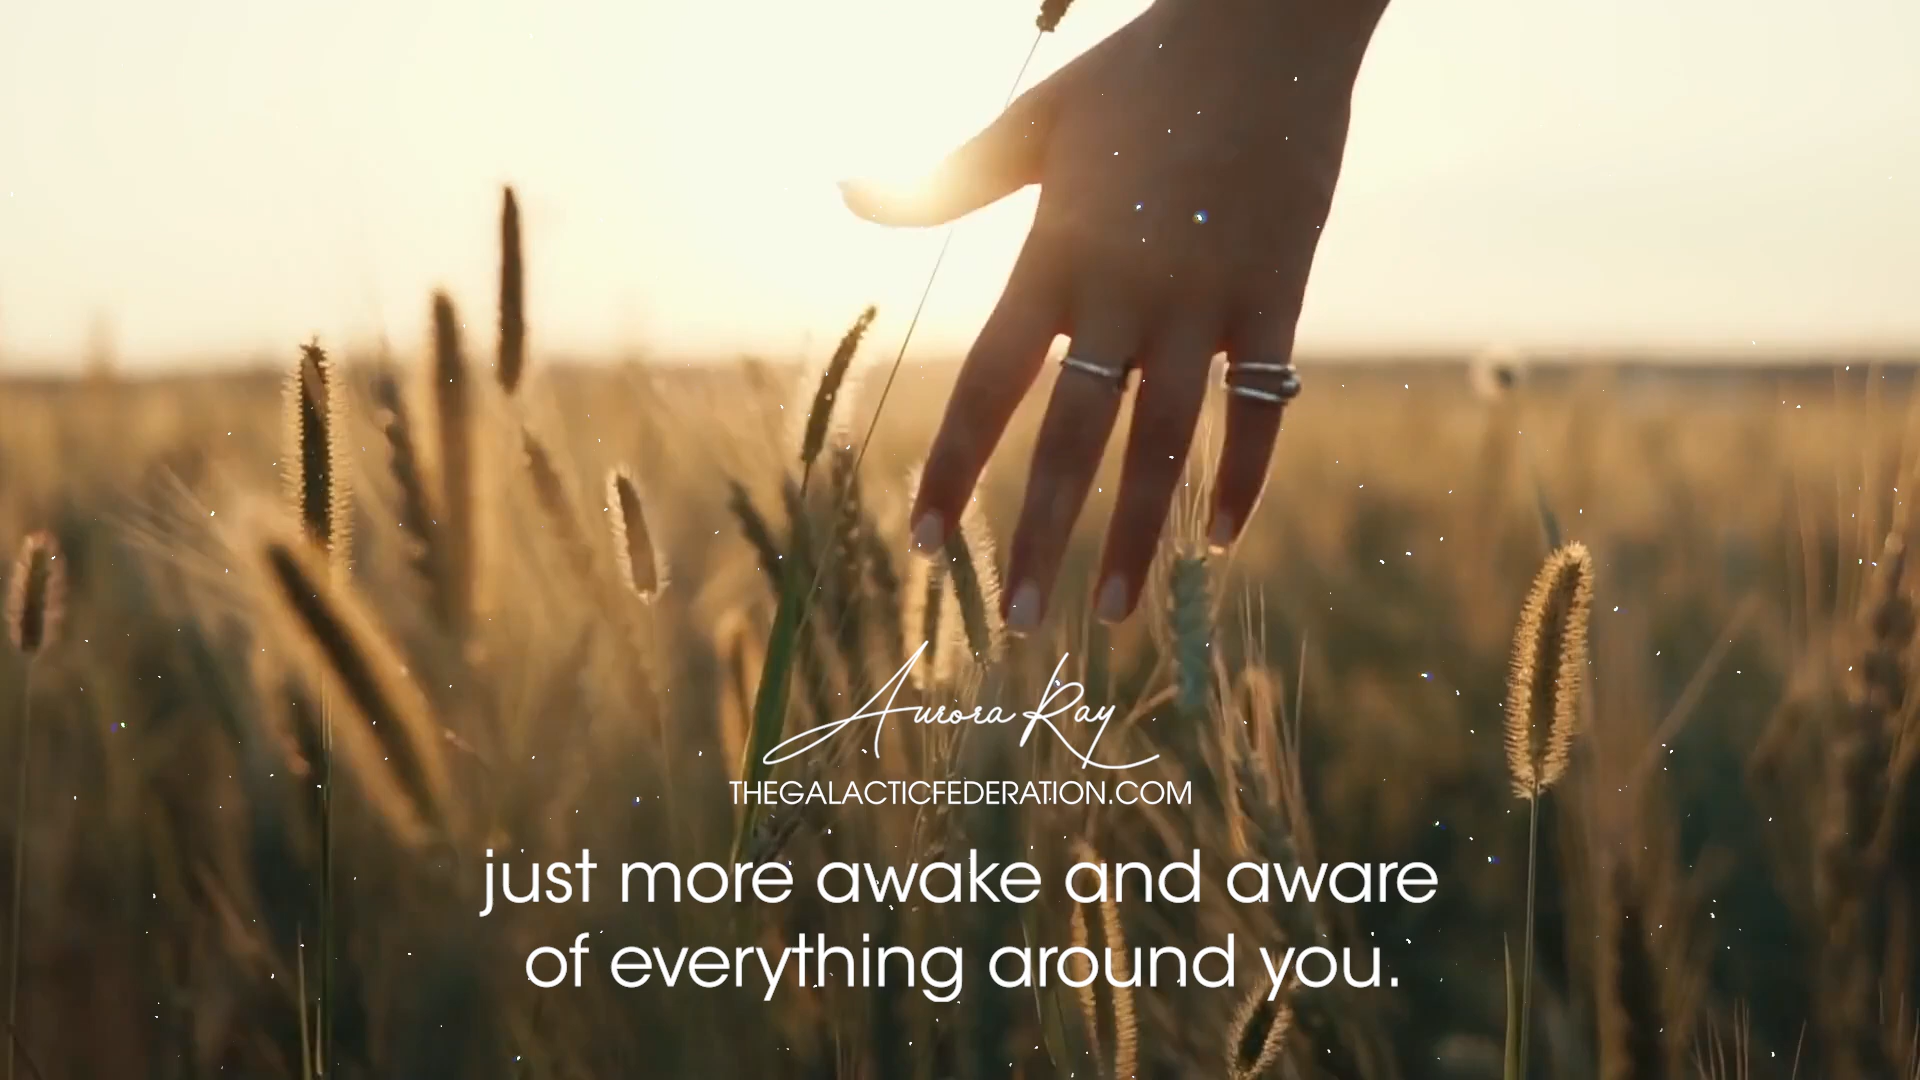 Aurora Ray
THEGALACTICFEDERATION.COM
just more awake and aware
of everything around you.